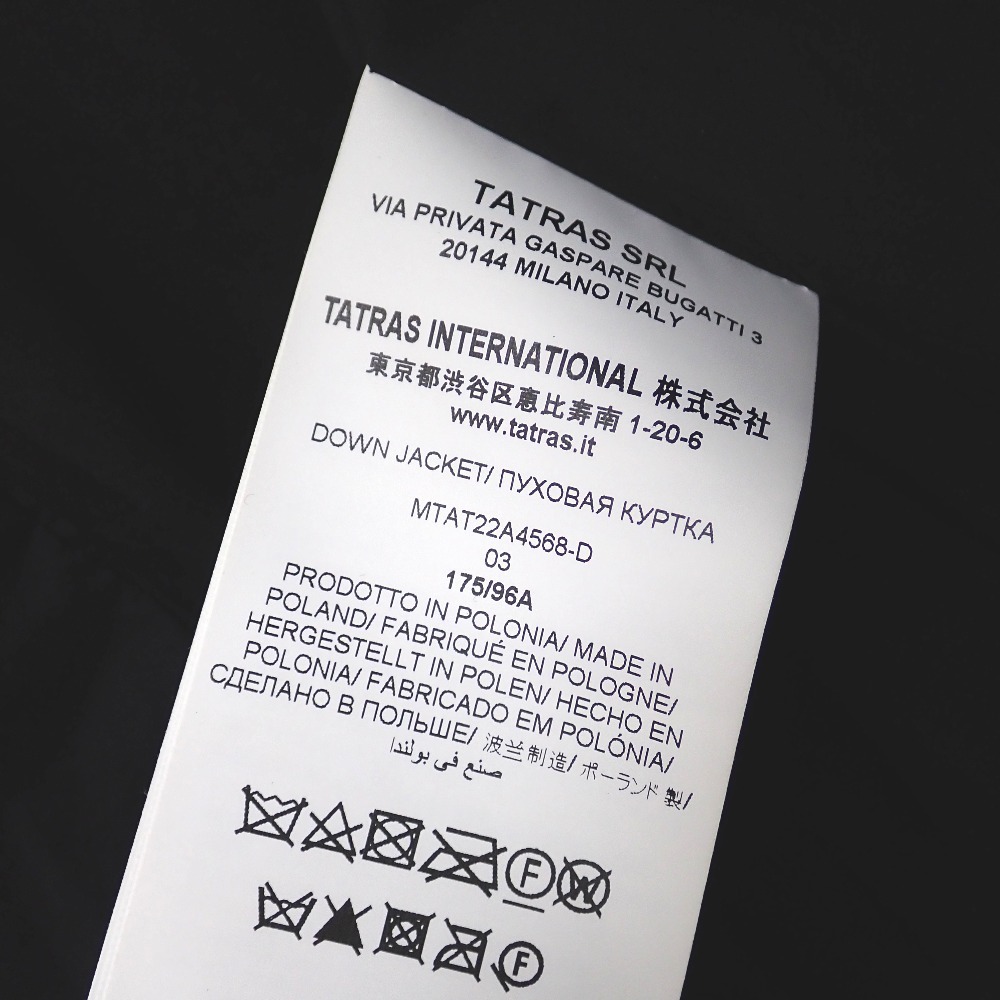 TATRAS SRL
VIA PRIVATA GASPARE BUGATTI 3
20144 MILANO ITALY
TATRAS INTERNATIONAL 株式会社
東京都渋谷区恵比寿南 1-20-6
www.tatras.it
DOWN JACKET/ ПУХОВАЯ КУРТКА
MTAT22A4568-D
03
175/96A
PRODOTTO IN POLONIA/ MADE IN
POLAND/ FABRIQUÉ EN POLOGNE/
HERGESTELLT IN POLEN/ HECHO EN
POLONIA/ FABRICADO EM POLÓNIA/
СДЕЛАНО В ПОЛЬШЕ/ 波兰制造/ ポーランド 製/
صنع في بولندا
F W
F